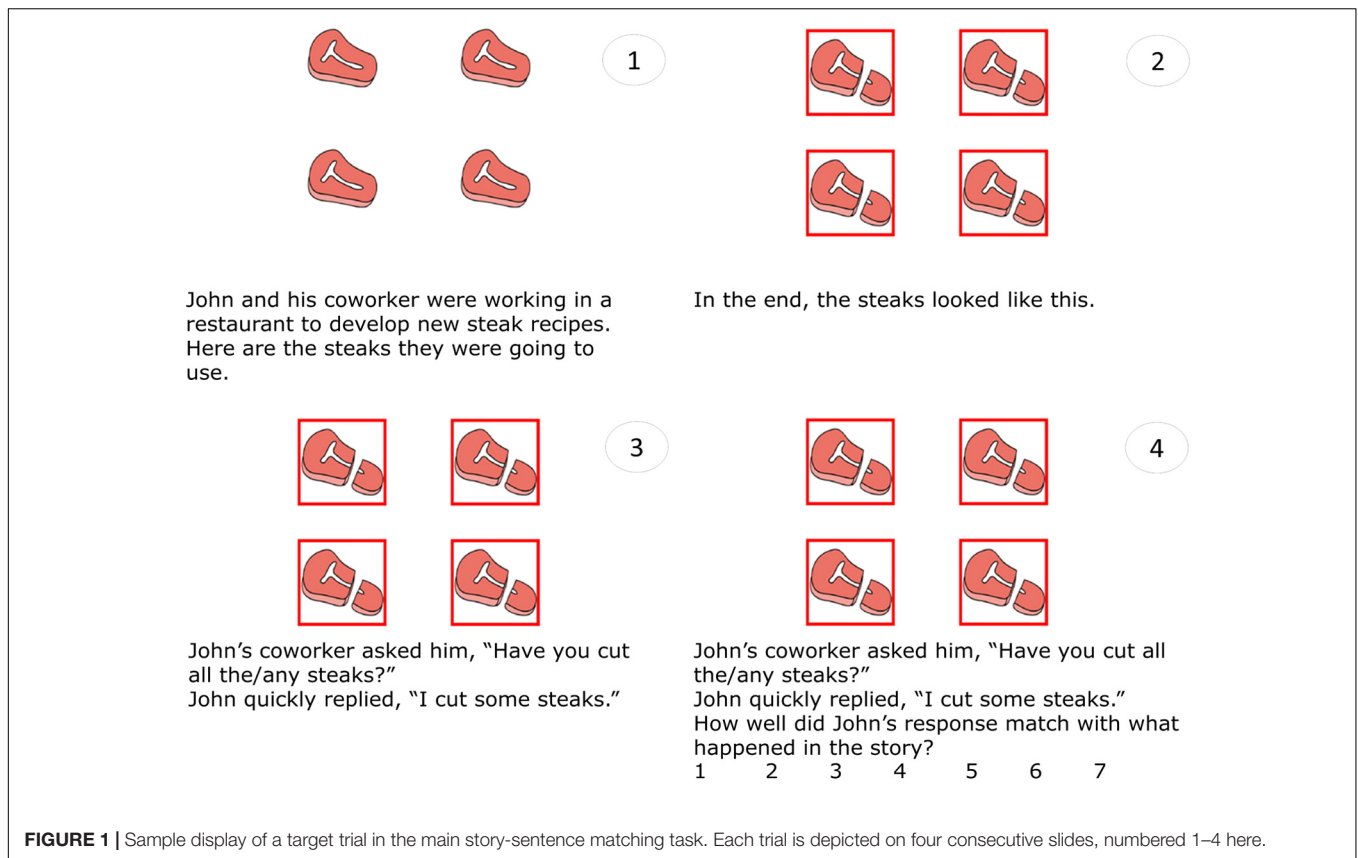 1
2
John and his coworker were working in a
restaurant to develop new steak recipes.
Here are the steaks they were going to
use.
In the end, the steaks looked like this.
3
4
John’s coworker asked him, “Have you cut
all the/any steaks?”
John quickly replied, “I cut some steaks.”
John’s coworker asked him, “Have you cut all
the/any steaks?”
John quickly replied, “I cut some steaks.”
How well did John’s response match with what
happened in the story?
1 2 3 4 5 6 7
FIGURE 1 | Sample display of a target trial in the main story-sentence matching task. Each trial is depicted on four consecutive slides, numbered 1–4 here.